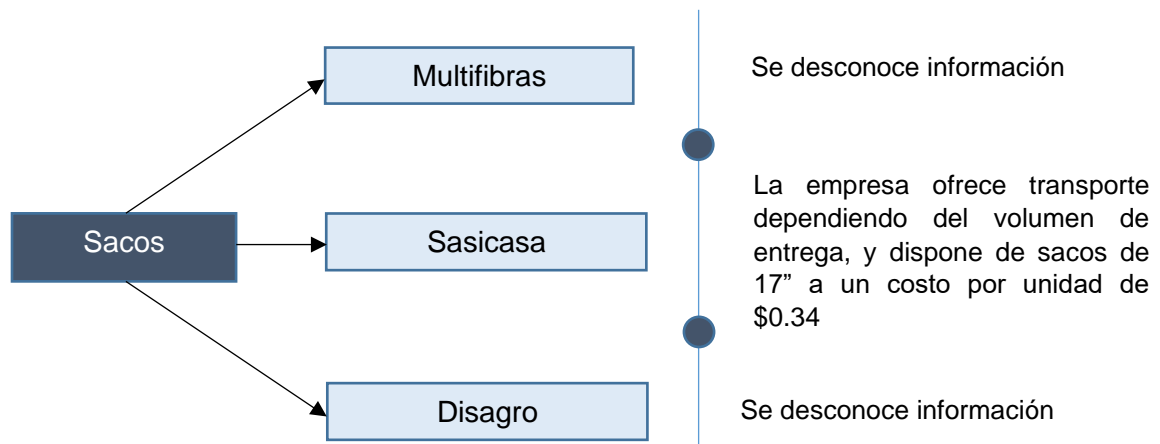 Multifibras
Se desconoce información
Sacos
Sasicasa
La empresa ofrece transporte
dependiendo del volumen de
entrega, y dispone de sacos de
17” a un costo por unidad de
$0.34
Disagro
Se desconoce información